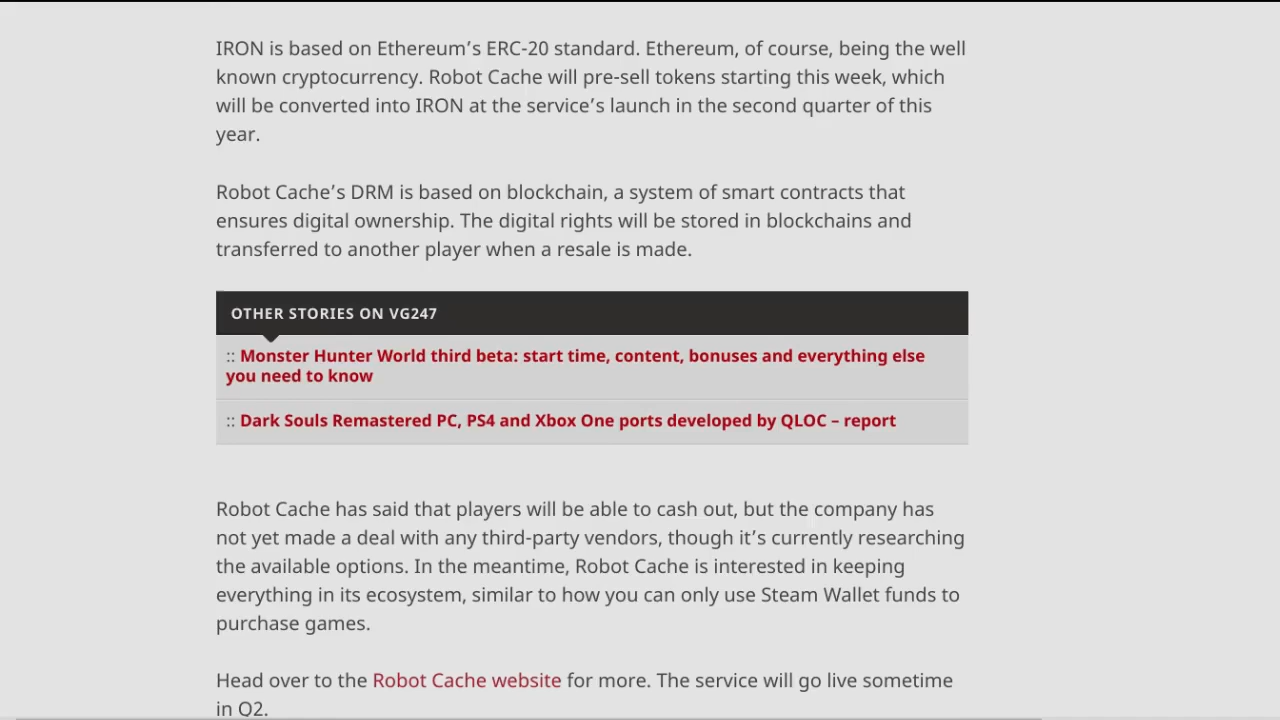 IRON is based on Ethereum’s ERC-20 standard. Ethereum, of course, being the well
known cryptocurrency. Robot Cache will pre-sell tokens starting this week, which
will be converted into IRON at the service’s launch in the second quarter of this
year.
Robot Cache’s DRM is based on blockchain, a system of smart contracts that
ensures digital ownership. The digital rights will be stored in blockchains and
transferred to another player when a resale is made.
OTHER STORIES ON VG247
:: Monster Hunter World third beta: start time, content, bonuses and everything else
you need to know
:: Dark Souls Remastered PC, PS4 and Xbox One ports developed by QLOC – report
Robot Cache has said that players will be able to cash out, but the company has
not yet made a deal with any third-party vendors, though it’s currently researching
the available options. In the meantime, Robot Cache is interested in keeping
everything in its ecosystem, similar to how you can only use Steam Wallet funds to
purchase games.
Head over to the Robot Cache website for more. The service will go live sometime
in Q2.